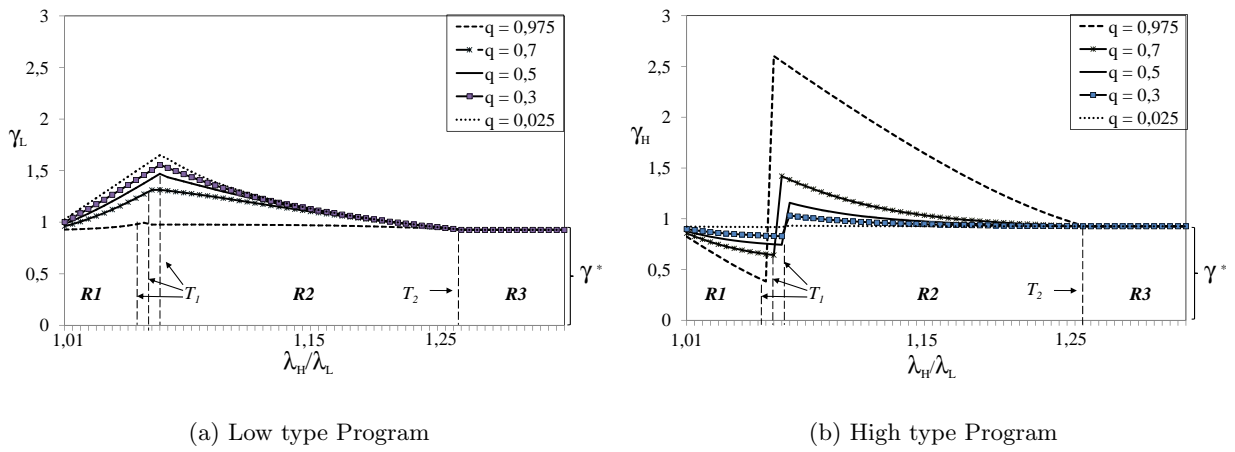 3
2,5
2
1,5
1
0,5
0
γL
q = 0,975
q = 0,7
q = 0,5
q = 0,3
q = 0,025
R1
T1
R2
T2
R3
γ*
1,01
1,15
1,25
λH/λL
(a) Low type Program
3
2,5
2
1,5
1
0,5
0
γH
q = 0,975
q = 0,7
q = 0,5
q = 0,3
q = 0,025
R1
T1
R2
T2
R3
γ*
1,01
1,15
1,25
λH/λL
(b) High type Program